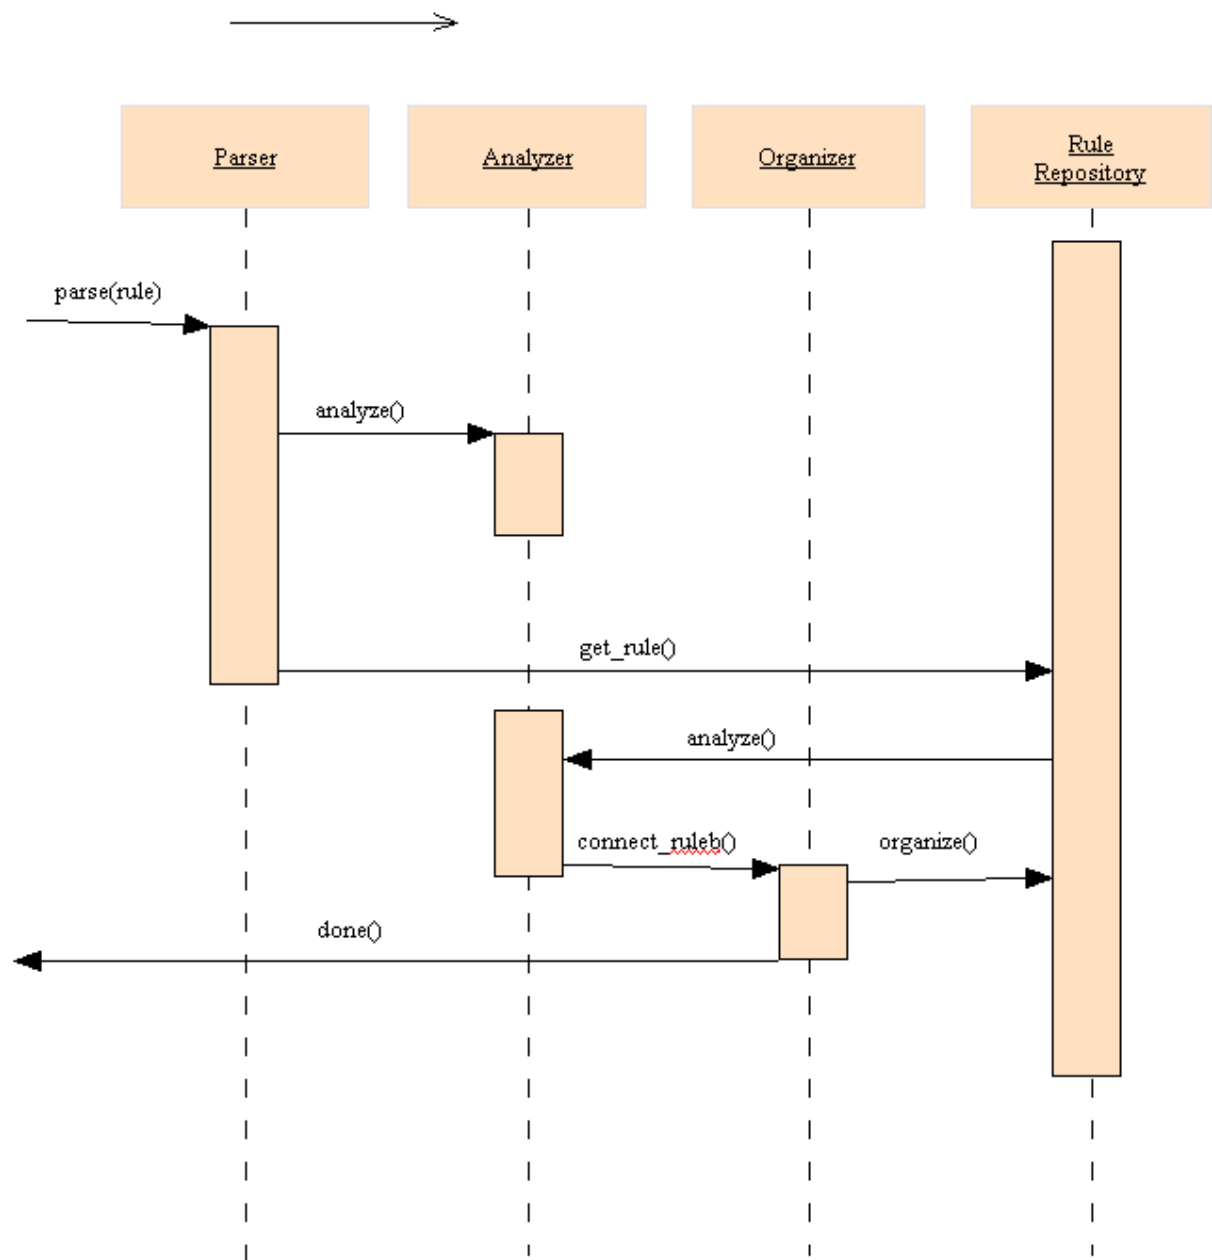 Parser
Analyzer
Organizer
Rule
Repository
parse(rule)
analyze()
get_rule()
analyze()
connect_ruleb()
organize()
done()